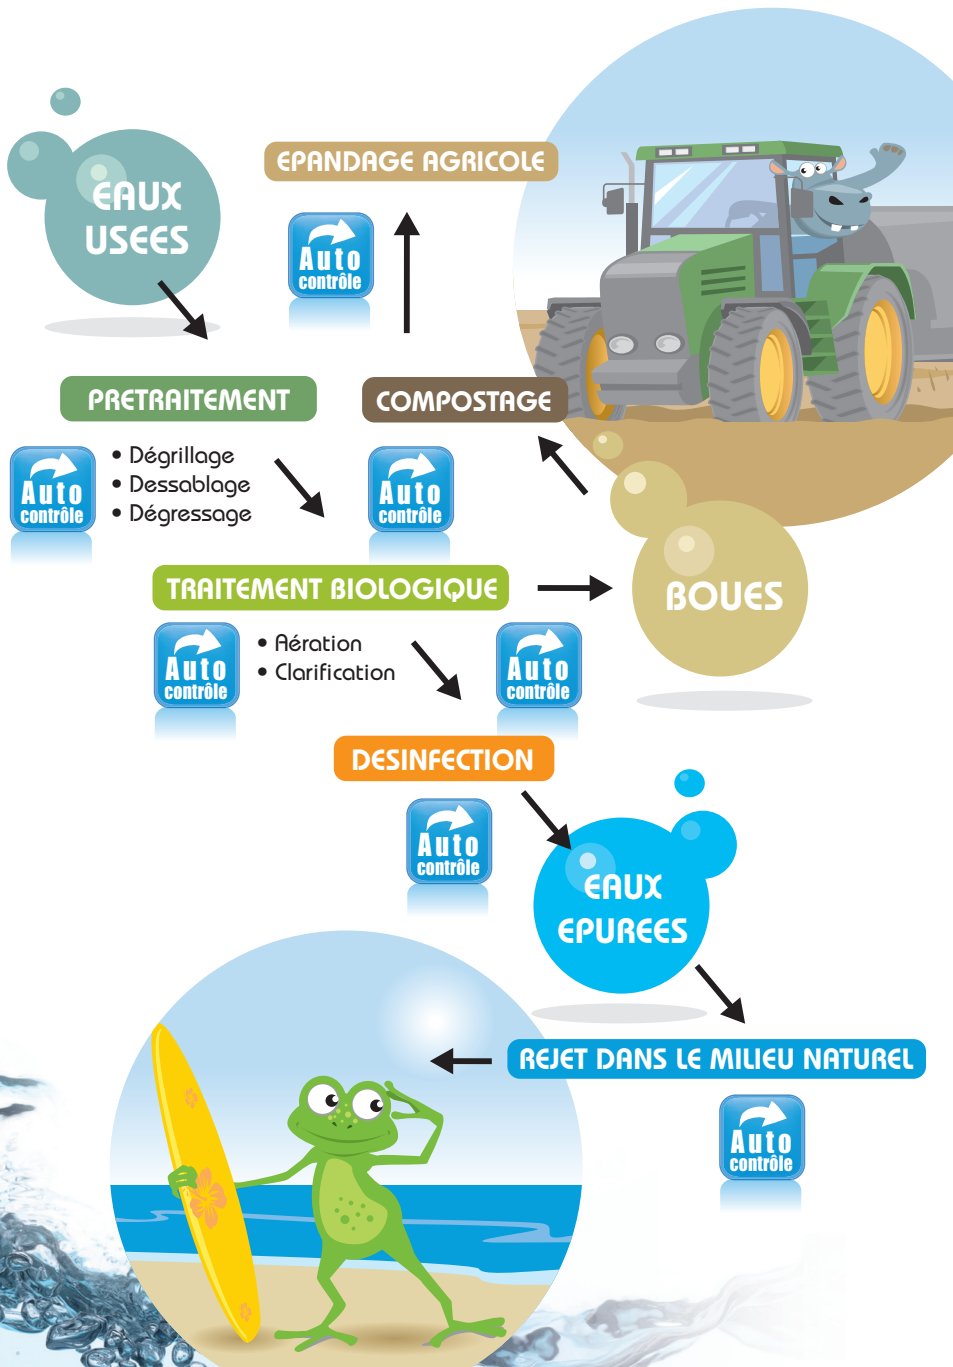 EAUX
USEES
EPANDAGE AGRICOLE
Auto
contrôle
PRETRAITEMENT
COMPOSTAGE
Auto
contrôle
• Dégrillage
• Dessablage
• Dégressage
Auto
contrôle
TRAITEMENT BIOLOGIQUE
BOUES
Auto
contrôle
• Aération
• Clarification
Auto
contrôle
DESINFECTION
Auto
contrôle
EAUX
EPUREES
REJET DANS LE MILIEU NATUREL
Auto
contrôle